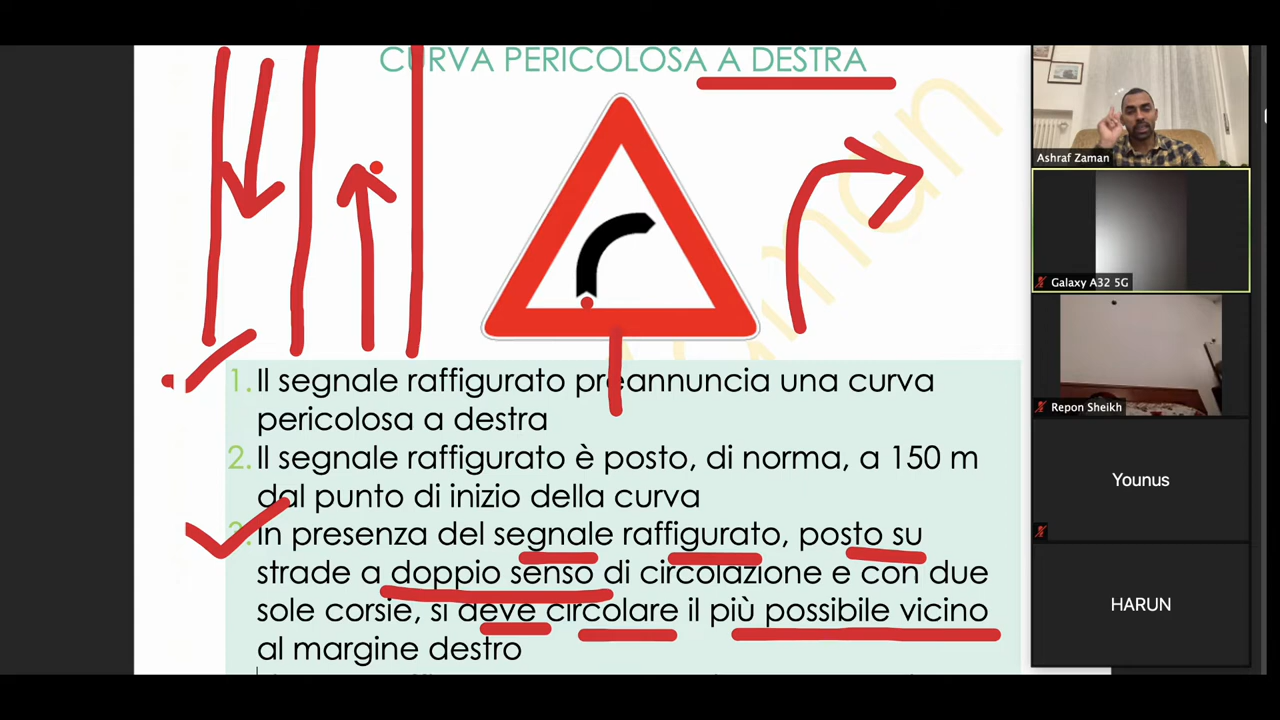 CURVA PERICOLOSA A DESTRA
1. Il segnale raffigurato preannuncia una curva
pericolosa a destra
2. Il segnale raffigurato è posto, di norma, a 150 m
dal punto di inizio della curva
3. In presenza del segnale raffigurato, posto su
strade a doppio senso di circolazione e con due
sole corsie, si deve circolare il più possibile vicino
al margine destro
Ashraf Zaman
Galaxy A32 5G
Repon Sheikh
Younus
HARUN